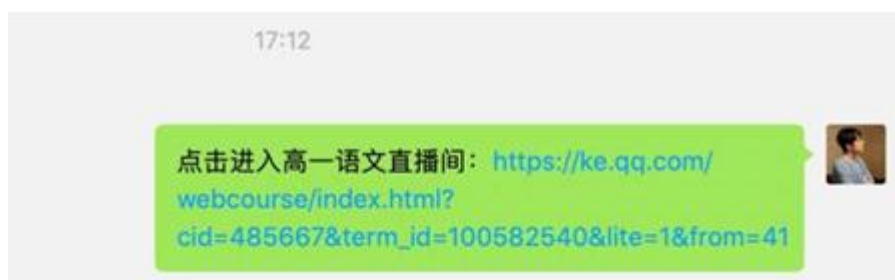 17:12
点击进入高一语文直播间：https://ke.qq.com/
webcourse/index.html?
cid=485667&term_id=100582540&lite=1&from=41